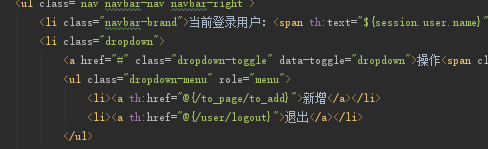 <ul class="nav navbar-nav navbar-right">
<li class="navbar-brand">当前登录用户: <span th:text="${session.user.name}"
<li class="dropdown">
<a href="#" class="dropdown-toggle" data-toggle="dropdown">操作<span cl
<ul class="dropdown-menu" role="menu">
<li><a th:href="@{/to_page/to_add}">新增</a></li>
<li><a th:href="@{/user/logout}">退出</a></li>
</ul>